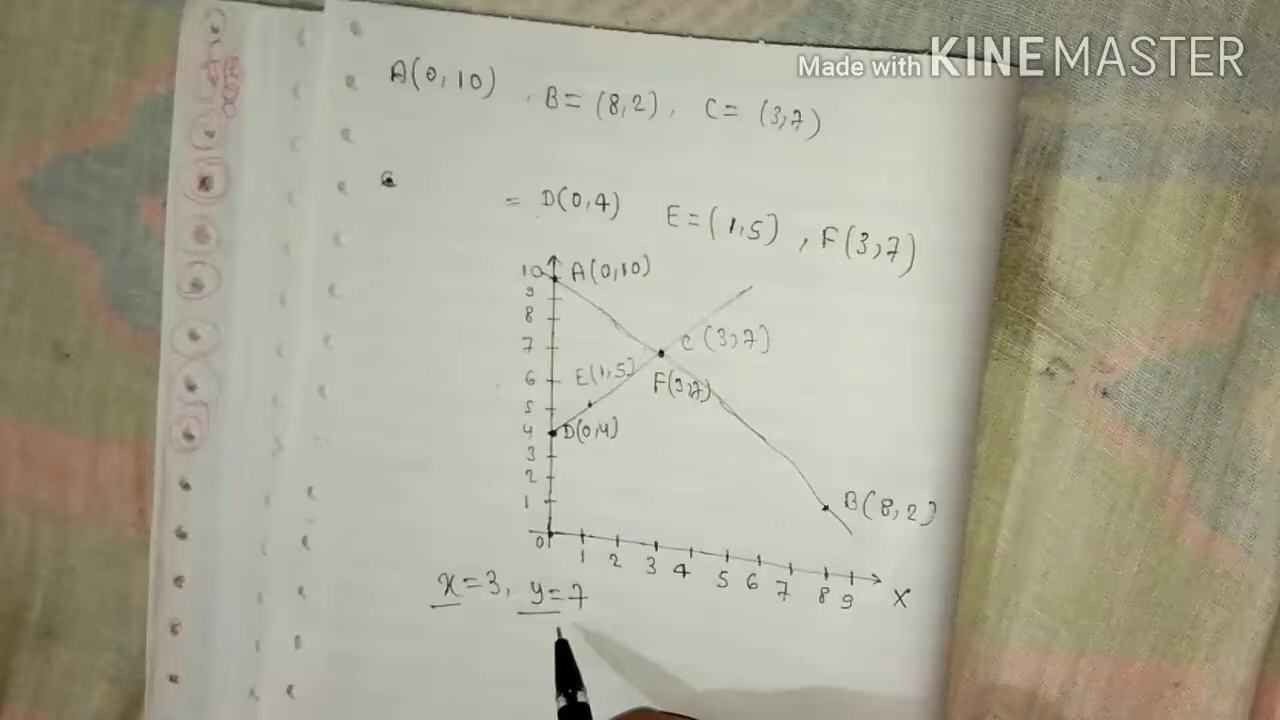 Made with KINEMASTER
A(0,10) , B= (8,2), C= (3,7)
= D(0,4) E=(1,5) , F(3,7)
10 A(0,10)
9
8
7 C (3,7)
6 E(1,5) F(3,7)
5
4 D(0,4)
3
2
1 B(8,2)
0 1 2 3 4 5 6 7 8 9 X
x=3, y=7